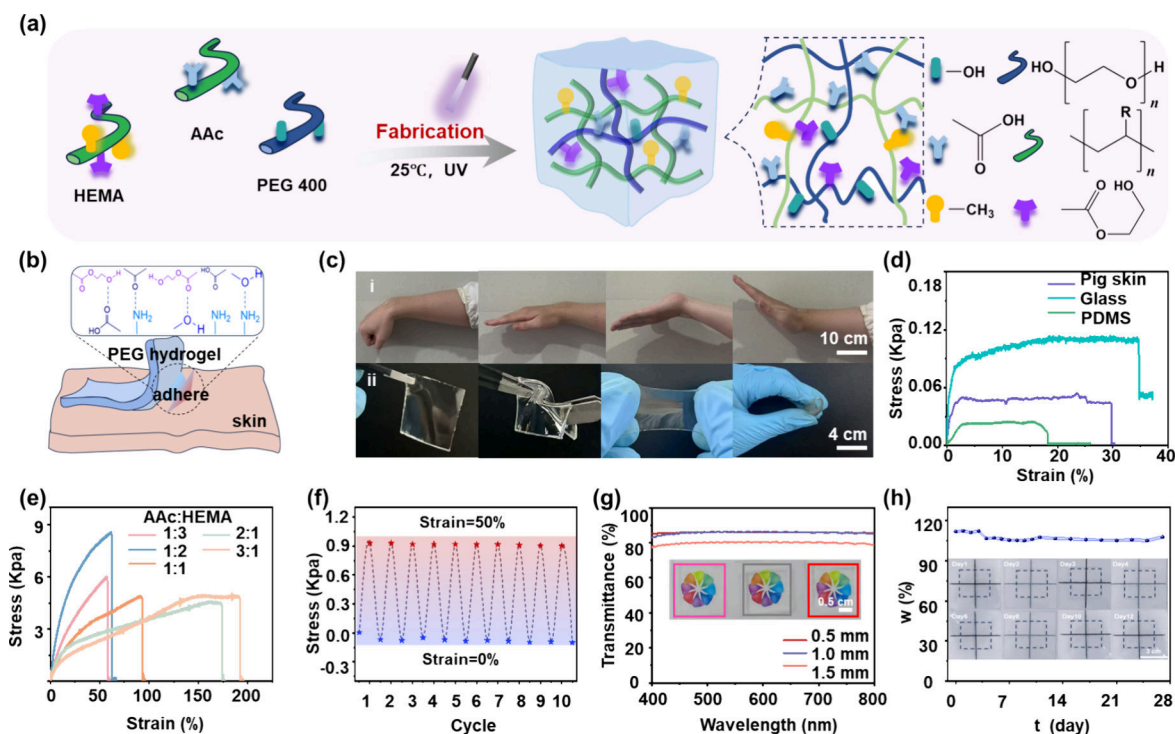 (a)
HEMA
AAc
PEG 400
Fabrication
25℃, UV
OH
HO
O
H
n
OH
O
R
n
CH3
O
HO
O
(b)
O
O
O
H
O
HO
O
O
O
HO
O
O
H
O
HO
NH2
O
H
NH2
NH2
PEG hydrogel
adhere
skin
(c)
i
10 cm
ii
4 cm
(d)
Stress (Kpa)
0.18
0.12
0.06
0.00
Pig skin
Glass
PDMS
0 10 20 30 40
Strain (%)
(e)
Stress (Kpa)
9
6
3
AAc:HEMA
1:3 2:1
1:2 3:1
1:1
0 50 100 150 200
Strain (%)
(f)
Stress (Kpa)
1.2
0.9
0.6
0.3
0.0
-0.3
Strain=50%
Strain=0%
1 2 3 4 5 6 7 8 9 10
Cycle
(g)
Transmittance (%)
100
80
60
40
20
0
0.5 cm
0.5 mm
1.0 mm
1.5 mm
400 500 600 700 800
Wavelength (nm)
(h)
w (%)
120
90
60
30
0
Day1 Day2 Day3 Day4
Day10
0 7 14 21 28
t (day)